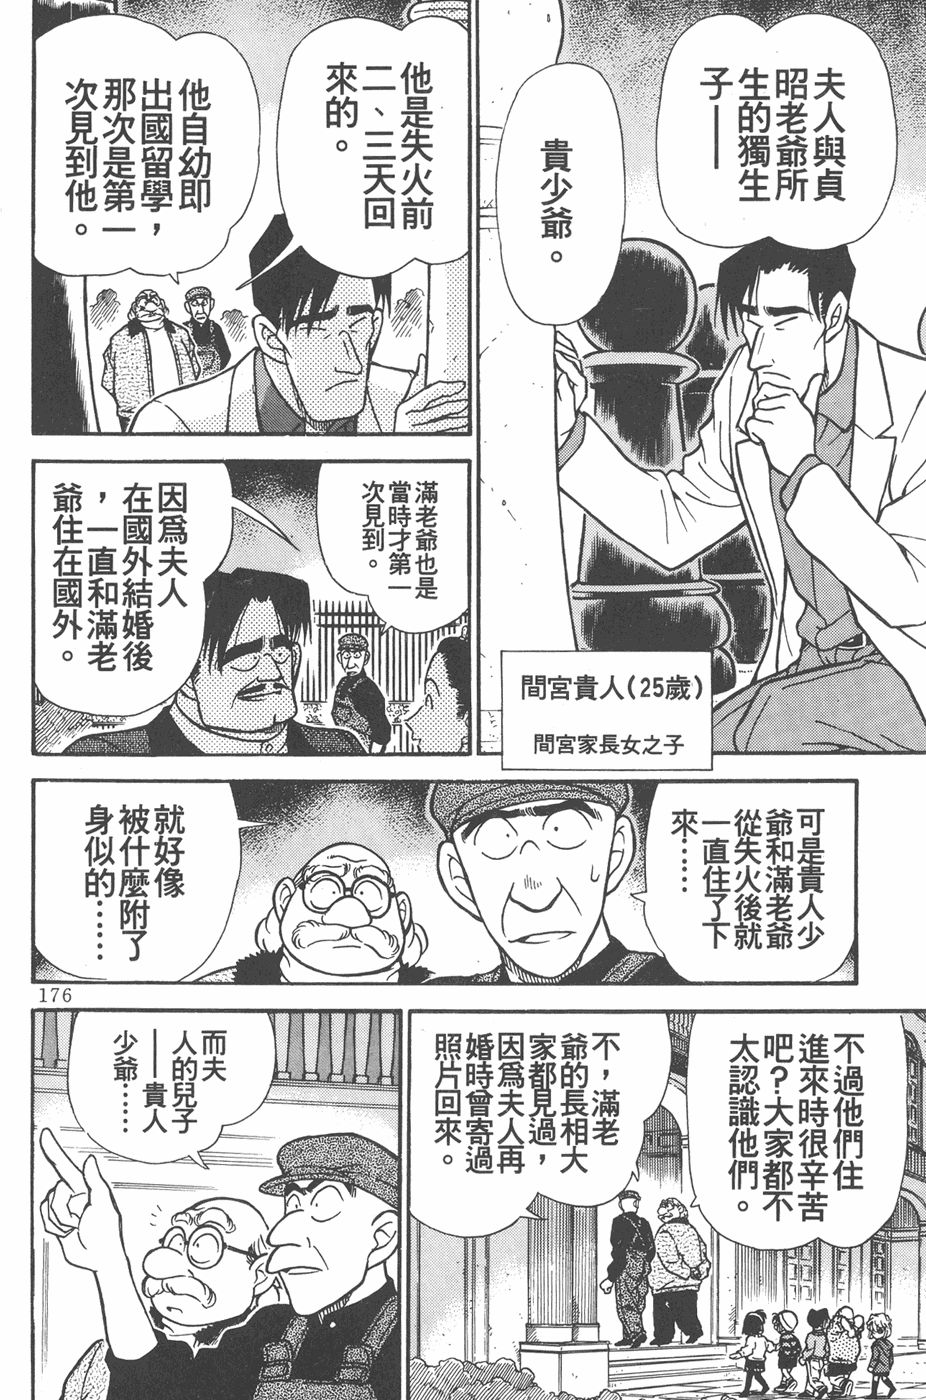 夫人與貞
昭老爺所
生的獨生
子——
貴少爺。
間宮貴人(25歲)
間宮家長女之子
他是失火前
二、三天回
來的。
他自幼即
出國留學，
那次是第一
次見到他。
滿老爺也是
當時才第一
次見到。
因爲夫人
在國外結婚後
，一直和滿老
爺住在國外。
可是貴人少
爺和滿老爺
從失火後就
一直住了下
來……
就好像
被什麼附了
身似的……
176
不過他們住
進來時很辛苦
吧？大家都不
太認識他們。
不，滿老
爺的長相大
家都見過，
因爲夫人再
婚時曾寄過
照片回來。
而夫
人的兒子
——貴人
少爺……